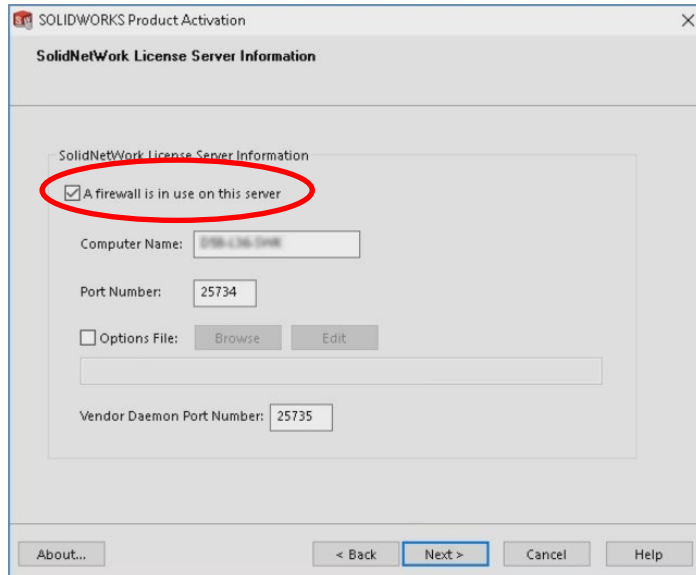 SOLIDWORKS Product Activation
SolidNetWork License Server Information
SolidNetWork License Server Information
A firewall is in use on this server
Computer Name:
Port Number: 25734
Options File: Browse Edit
Vendor Daemon Port Number: 25735
About... < Back Next > Cancel Help